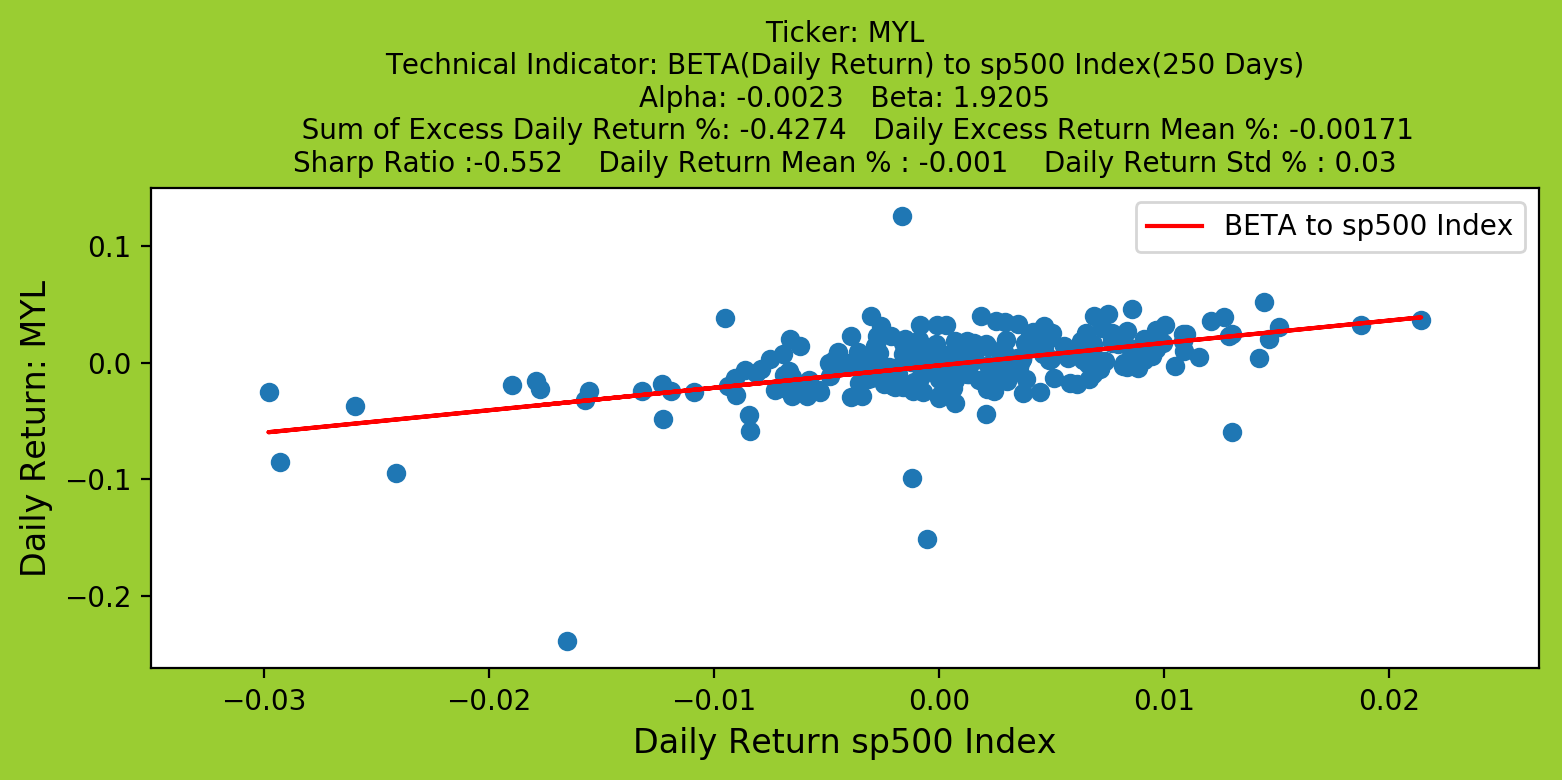 Ticker: MYL
Technical Indicator: BETA(Daily Return) to sp500 Index(250 Days)
Alpha: -0.0023   Beta: 1.9205
Sum of Excess Daily Return %: -0.4274   Daily Excess Return Mean %: -0.00171
Sharp Ratio :-0.552    Daily Return Mean % : -0.001    Daily Return Std % : 0.03
BETA to sp500 Index
Daily Return: MYL
0.1
0.0
−0.1
−0.2
−0.03
−0.02
−0.01
0.00
0.01
0.02
Daily Return sp500 Index